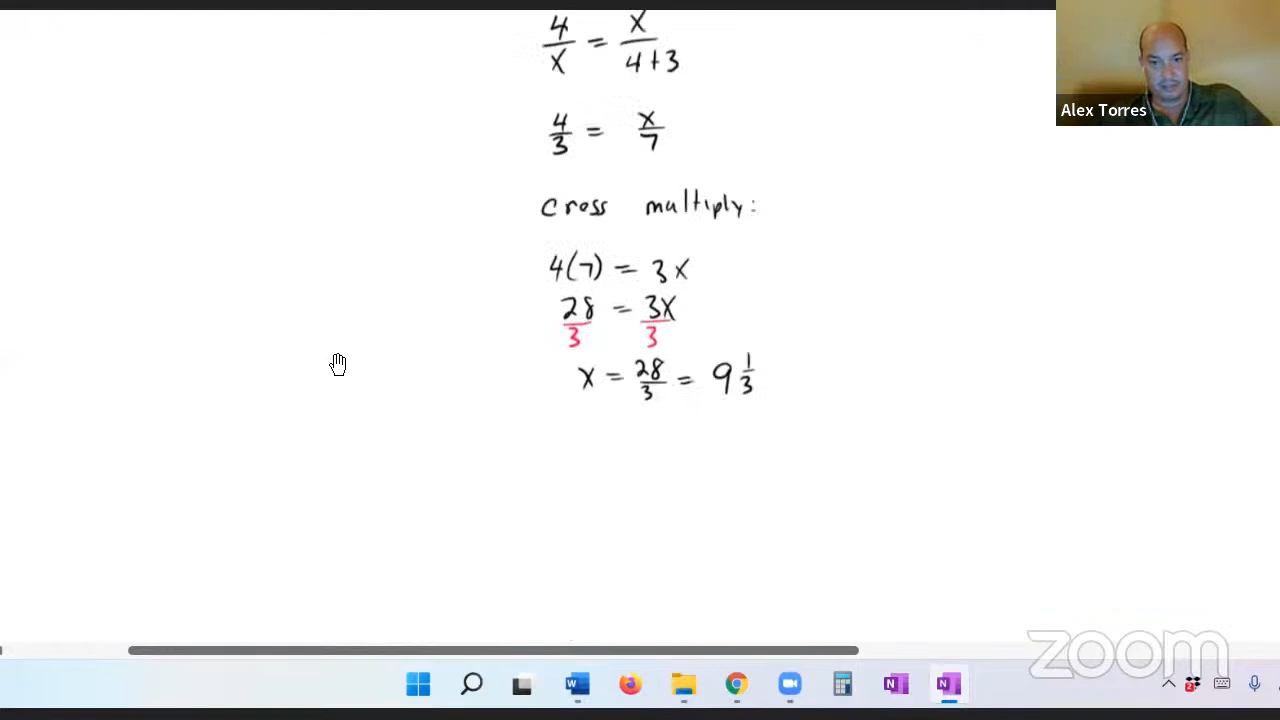 4/x = x/4+3
Alex Torres
4/3 = x/7
cross multiply:
4(7) = 3x
28/3 = 3x/3
x = 28/3 = 9 1/3
zoom